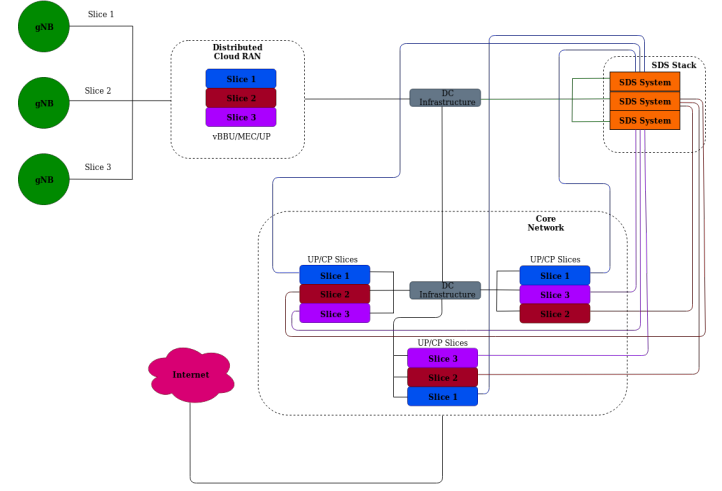 Slice 1
gNB
Distributed
Cloud RAN
SDS Stack
Slice 1
Slice 2
Slice 3
vBBU/MEC/UP
SDS System
SDS System
SDS System
Slice 2
gNB
DC
Infrastructure
Slice 3
gNB
Core
Network
UP/CP Slices
Slice 1
Slice 2
Slice 3
DC
Infrastructure
UP/CP Slices
Slice 1
Slice 3
Slice 2
UP/CP Slices
Slice 3
Slice 2
Slice 1
Internet